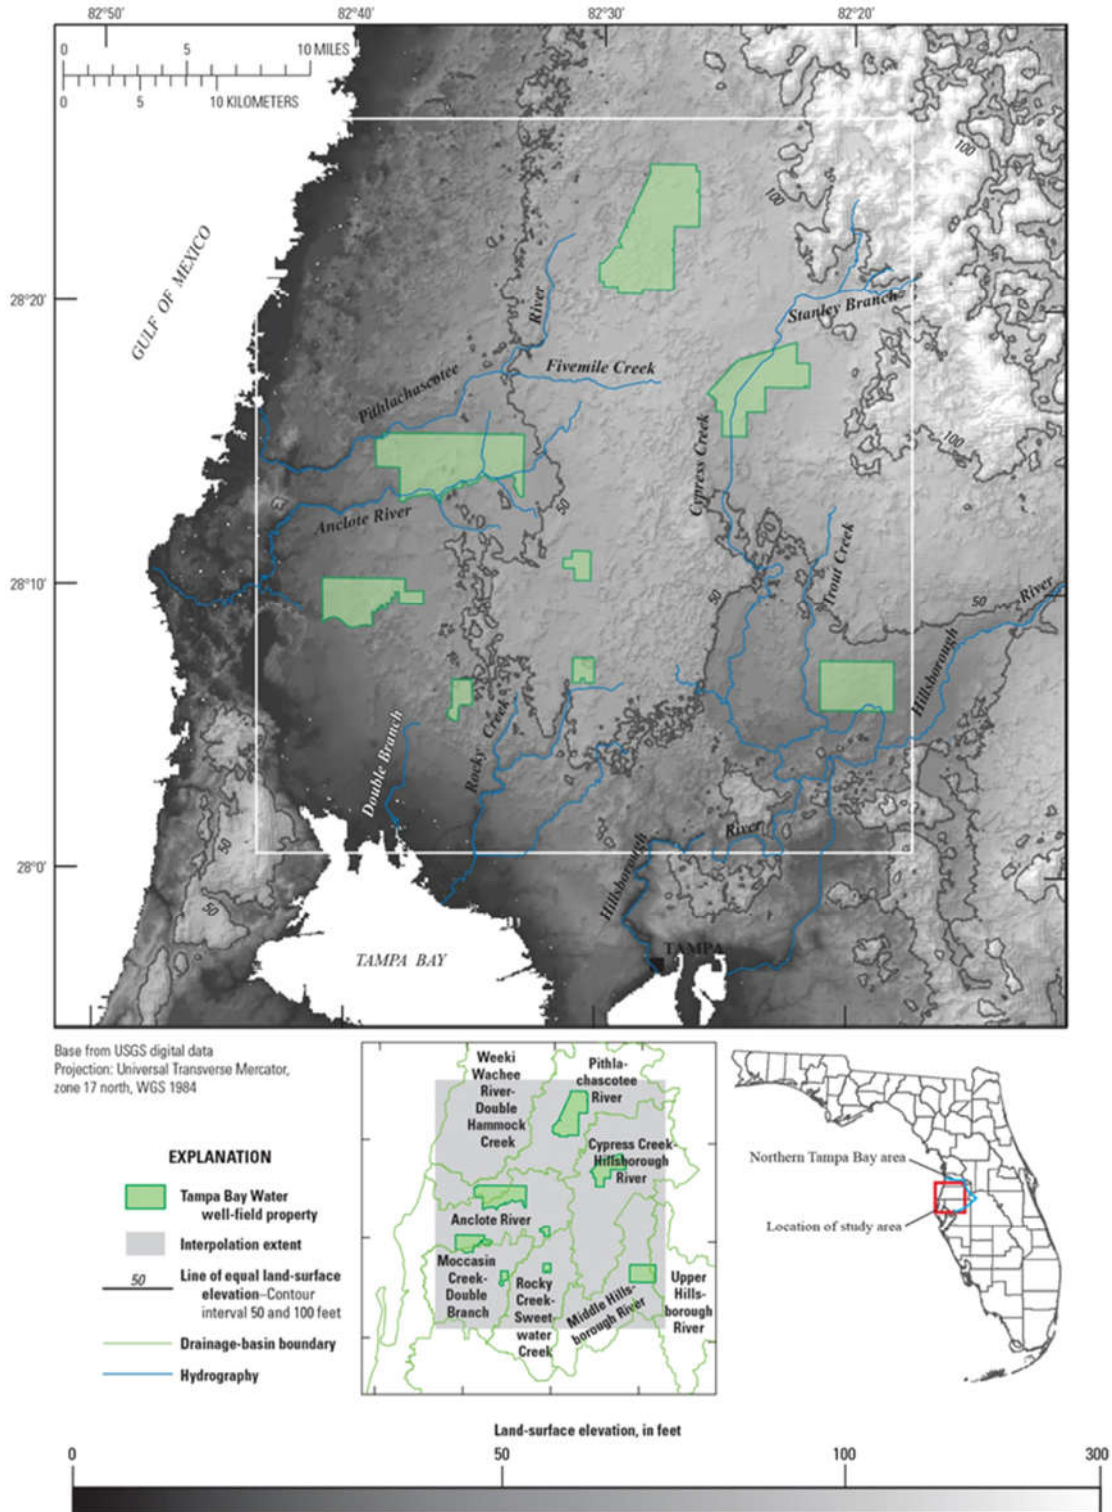 82°50'
82°40'
82°30'
82°20'
0 5 10 MILES
0 5 10 KILOMETERS
100
100
GULF OF MEXICO
28°20'
River
Stanley Branch
Fivemile Creek
Pithlachascotee
Cypress Creek
100
50
Anclote River
Trout Creek
28°10'
50
50
River
Hillsborough
Rocky Creek
Double Branch
50
River
28°0'
Hillsborough
50
TAMPA
TAMPA BAY
Base from USGS digital data
Projection: Universal Transverse Mercator,
zone 17 north, WGS 1984
EXPLANATION
Tampa Bay Water
well-field property
Interpolation extent
50
Line of equal land-surface
elevation–Contour
interval 50 and 100 feet
Drainage-basin boundary
Hydrography
Weeki
Wachee
River-
Double
Hammock
Creek
Pithla-
chascotee
River
Cypress Creek-
Hillsborough
River
Anclote River
Moccasin
Creek-
Double
Branch
Rocky
Creek-
Sweet
water
Creek
Middle Hills-
borough River
Upper
Hills-
borough
River
Northern Tampa Bay area
Location of study area
Land-surface elevation, in feet
0 50 100 300